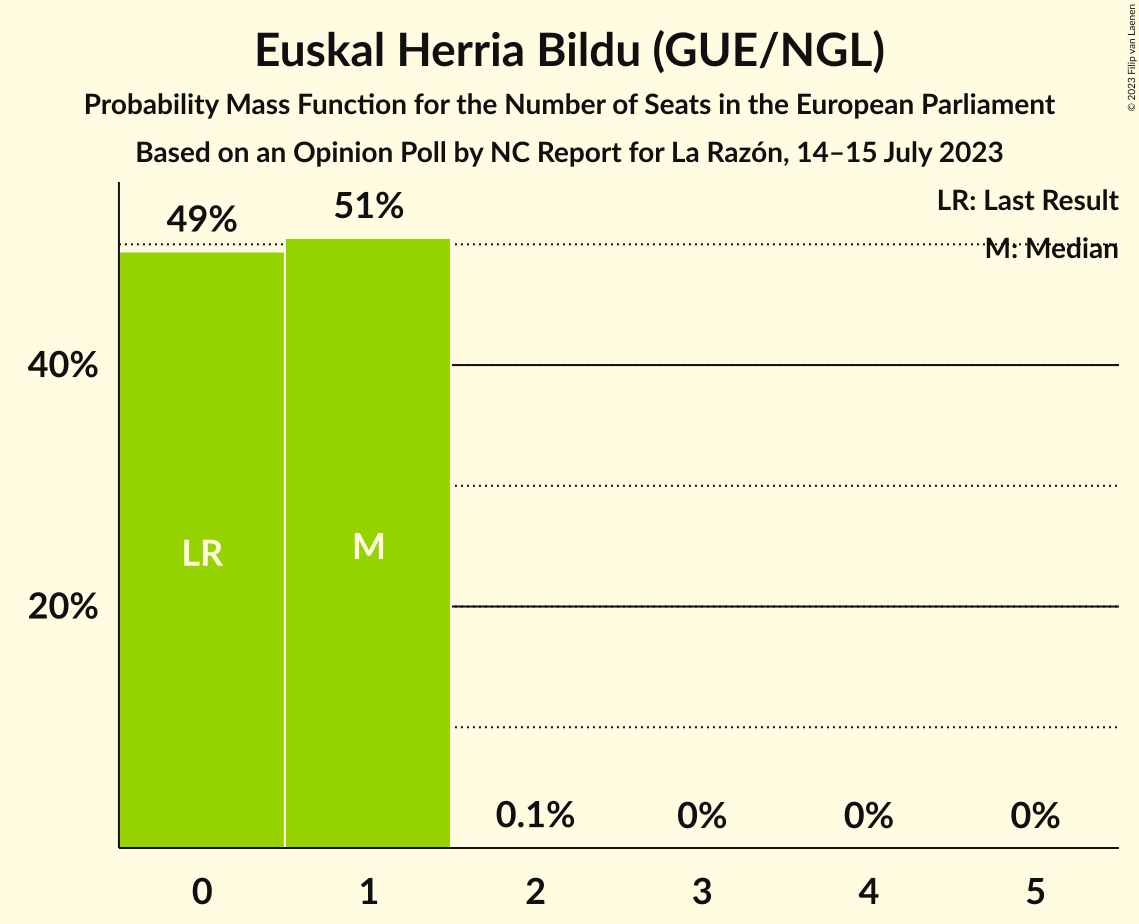 Euskal Herria Bildu (GUE/NGL)
Probability Mass Function for the Number of Seats in the European Parliament
Based on an Opinion Poll by NC Report for La Razón, 14–15 July 2023
© 2023 Filip van Laenen
LR: Last Result
M: Median
49%
51%
40%
20%
LR
M
0.1%
0%
0%
0%
0
1
2
3
4
5